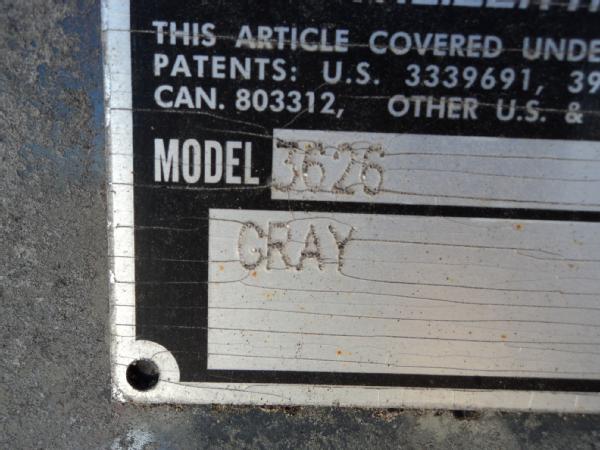 THIS ARTICLE COVERED UNDE
PATENTS: U.S. 3339691, 39
CAN. 803312, OTHER U.S. &
MODEL 3626
GRAY